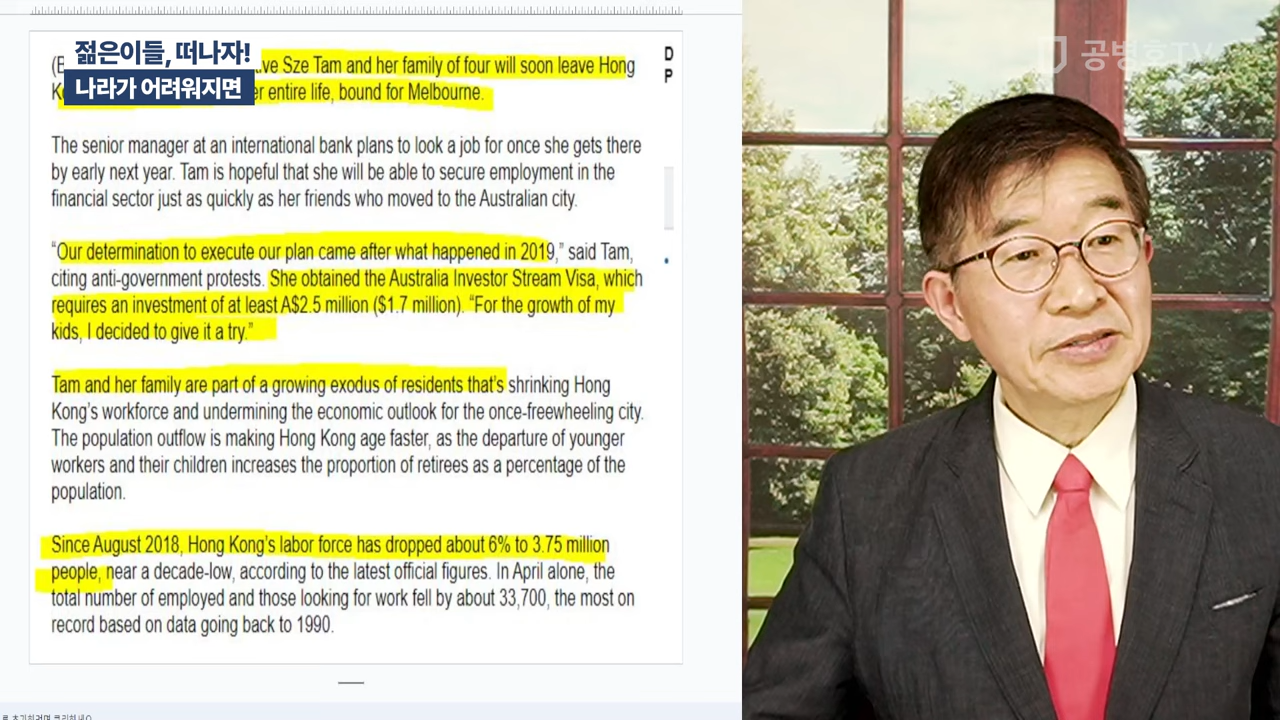 젊은이들, 떠나자!
나라가 어려워지면
공병호TV
(B ve Sze Tam and her family of four will soon leave Hong
K er entire life, bound for Melbourne.
D
P
The senior manager at an international bank plans to look a job for once she gets there
by early next year. Tam is hopeful that she will be able to secure employment in the
financial sector just as quickly as her friends who moved to the Australian city.
“Our determination to execute our plan came after what happened in 2019,” said Tam,
citing anti-government protests. She obtained the Australia Investor Stream Visa, which
requires an investment of at least A$2.5 million ($1.7 million). “For the growth of my
kids, I decided to give it a try.”
Tam and her family are part of a growing exodus of residents that’s shrinking Hong
Kong’s workforce and undermining the economic outlook for the once-freewheeling city.
The population outflow is making Hong Kong age faster, as the departure of younger
workers and their children increases the proportion of retirees as a percentage of the
population.
Since August 2018, Hong Kong’s labor force has dropped about 6% to 3.75 million
people, near a decade-low, according to the latest official figures. In April alone, the
total number of employed and those looking for work fell by about 33,700, the most on
record based on data going back to 1990.